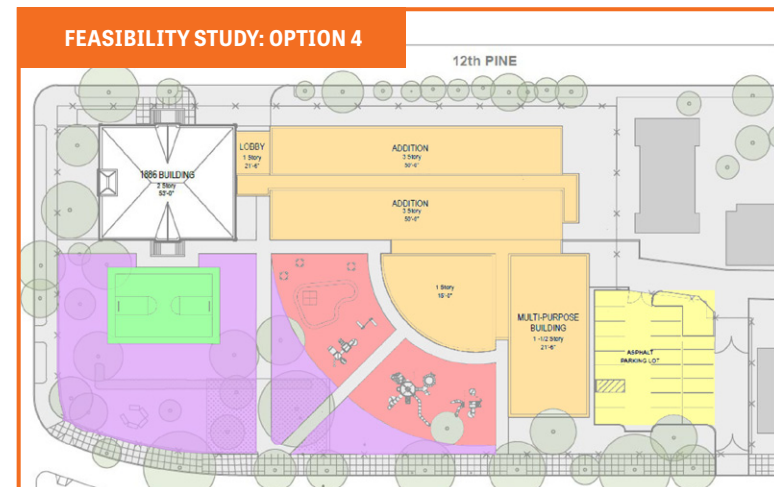 FEASIBILITY STUDY: OPTION 4
12th PINE
LOBBY
1 Story
21'-6"
ADDITION
3 Story
50'-0"
1886 BUILDING
2 Story
53'-0"
ADDITION
3 Story
50'-0"
1 Story
18'-0"
MULTI-PURPOSE
BUILDING
1 -1/2 Story
21'-6"
ASPHALT
PARKING LOT